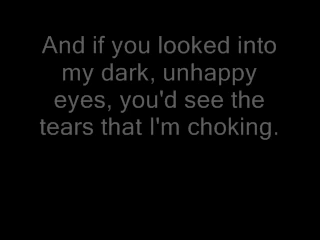 And if you looked into
my dark, unhappy
eyes, you'd see the
tears that I'm choking.